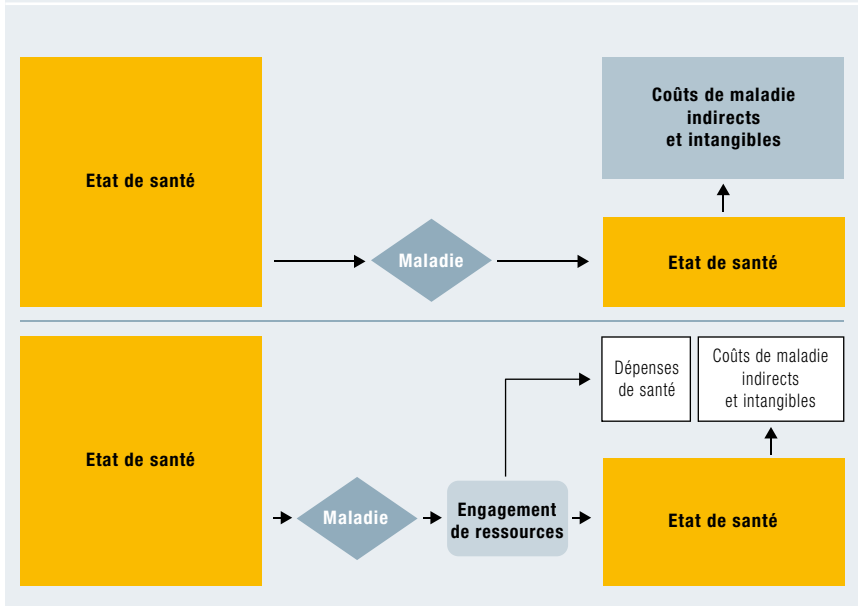 Etat de santé
Maladie
Coûts de maladie
indirects
et intangibles
Etat de santé
Etat de santé
Maladie
Engagement
de ressources
Dépenses
de santé
Coûts de maladie
indirects
et intangibles
Etat de santé